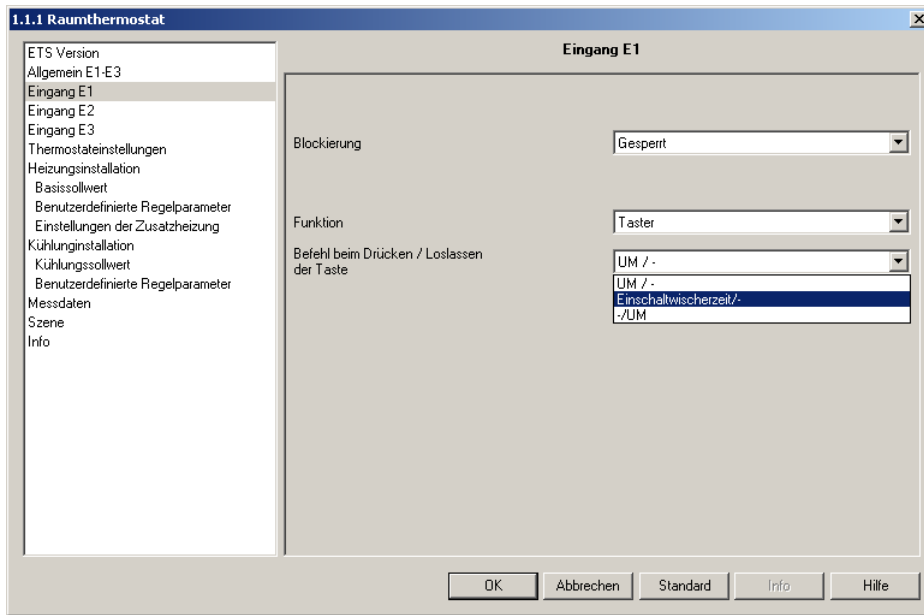 1.1.1 Raumthermostat
ETS Version
Allgemein E1-E3
Eingang E1
Eingang E2
Eingang E3
Thermostateinstellungen
Heizungsinstallation
Basissollwert
Benutzerdefinierte Regelparameter
Einstellungen der Zusatzheizung
Kühlunginstallation
Kühlungssollwert
Benutzerdefinierte Regelparameter
Messdaten
Szene
Info
Eingang E1
Blockierung
Gesperrt
Funktion
Taster
Befehl beim Drücken / Loslassen
der Taste
UM / -
UM / -
Einschaltwischerzeit/-
-/UM
OK
Abbrechen
Standard
Info
Hilfe